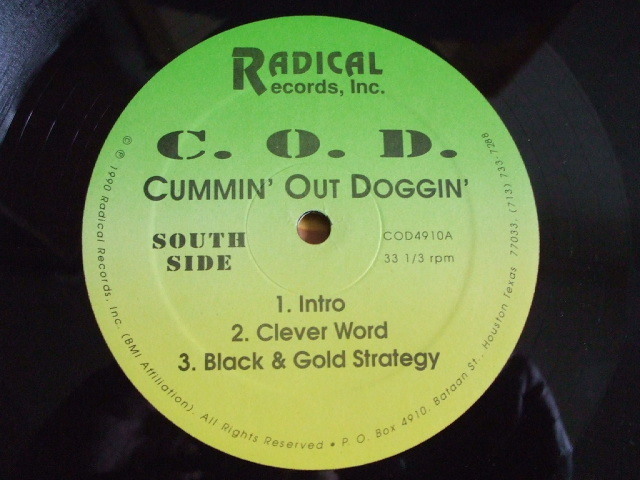 RADICAL
Records, Inc.
C. O. D.
CUMMIN' OUT DOGGIN'
SOUTH
SIDE
COD4910A
33 1/3 rpm
1. Intro
2. Clever Word
3. Black & Gold Strategy
© ℗ 1990 Radical Records, Inc. (BMI Affiliation). All Rights Reserved • P. O. Box 4910, Bataan St., Houston Texas 77033, (713) 733-7288